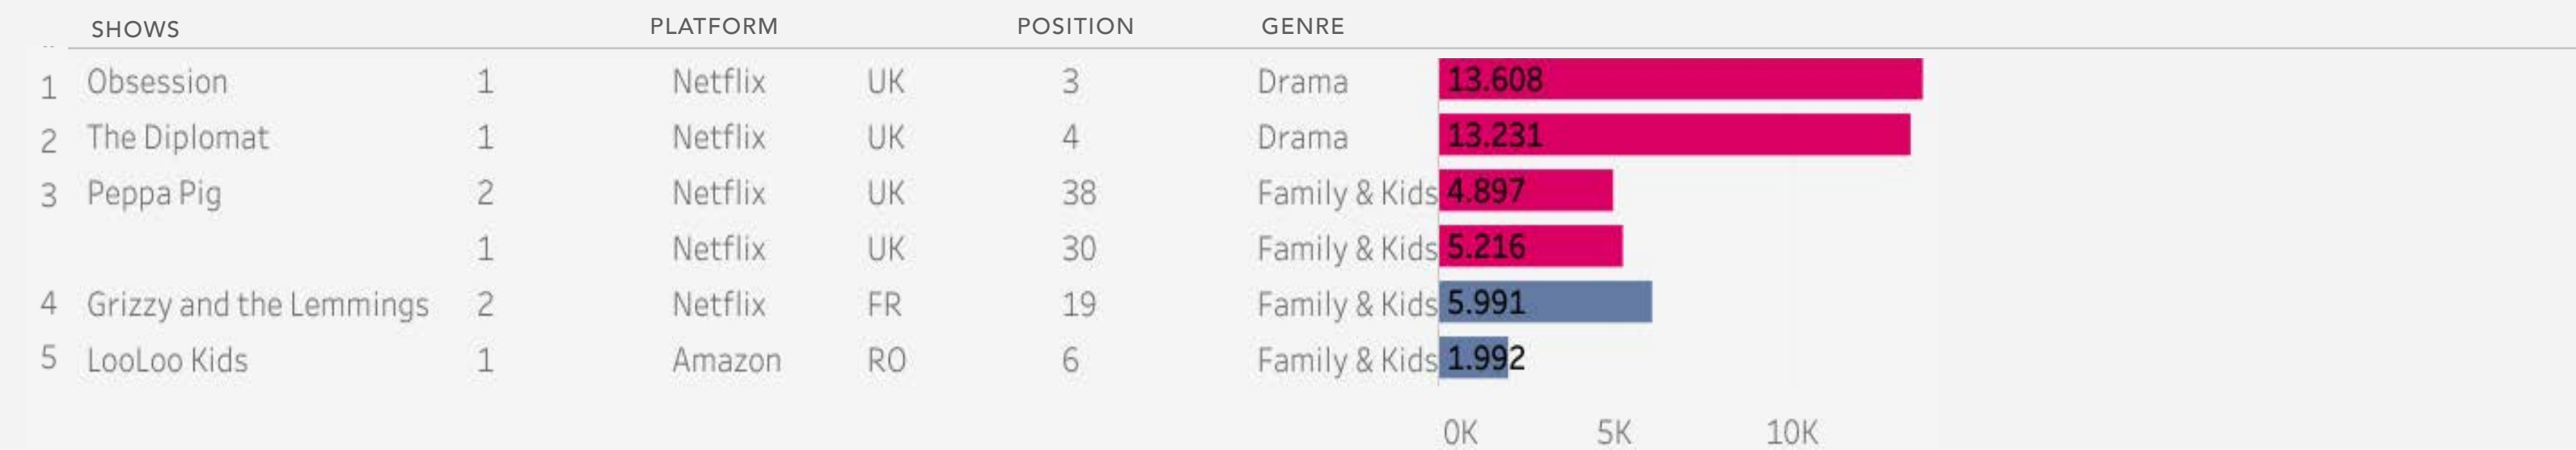 SHOWS PLATFORM POSITION GENRE
1 Obsession 1 Netflix UK 3 Drama 13.608
2 The Diplomat 1 Netflix UK 4 Drama 13.231
3 Peppa Pig 2 Netflix UK 38 Family & Kids 4.897
1 Netflix UK 30 Family & Kids 5.216
4 Grizzy and the Lemmings 2 Netflix FR 19 Family & Kids 5.991
5 LooLoo Kids 1 Amazon RO 6 Family & Kids 1.992
0K 5K 10K